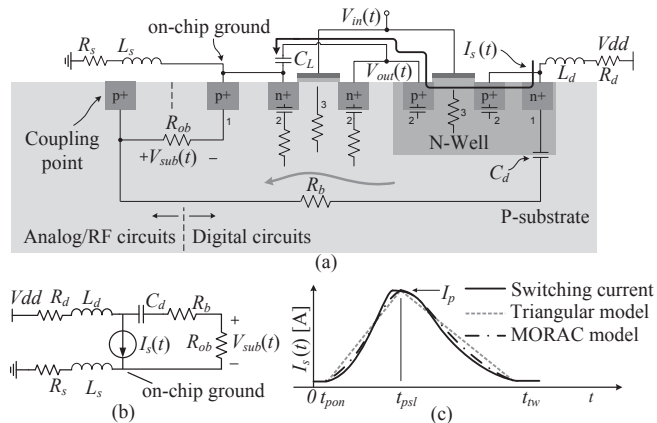 on-chip ground
V_in(t)
R_s
L_s
C_L
V_out(t)
I_s(t)
Vdd
L_d
R_d
p+ p+ n+ n+ p+ p+ n+
Coupling point
R_ob
1 2 3 2 2 3 2 1
+V_sub(t) −
N-Well
C_d
R_b
P-substrate
Analog/RF circuits
Digital circuits
(a)
Vdd
R_d
L_d
C_d
R_b
+
I_s(t)
R_ob
V_sub(t)
−
R_s
L_s
on-chip ground
(b)
I_s(t) [A]
I_p
Switching current
Triangular model
MORAC model
0 t_pon t_psl t_tw t
(c)